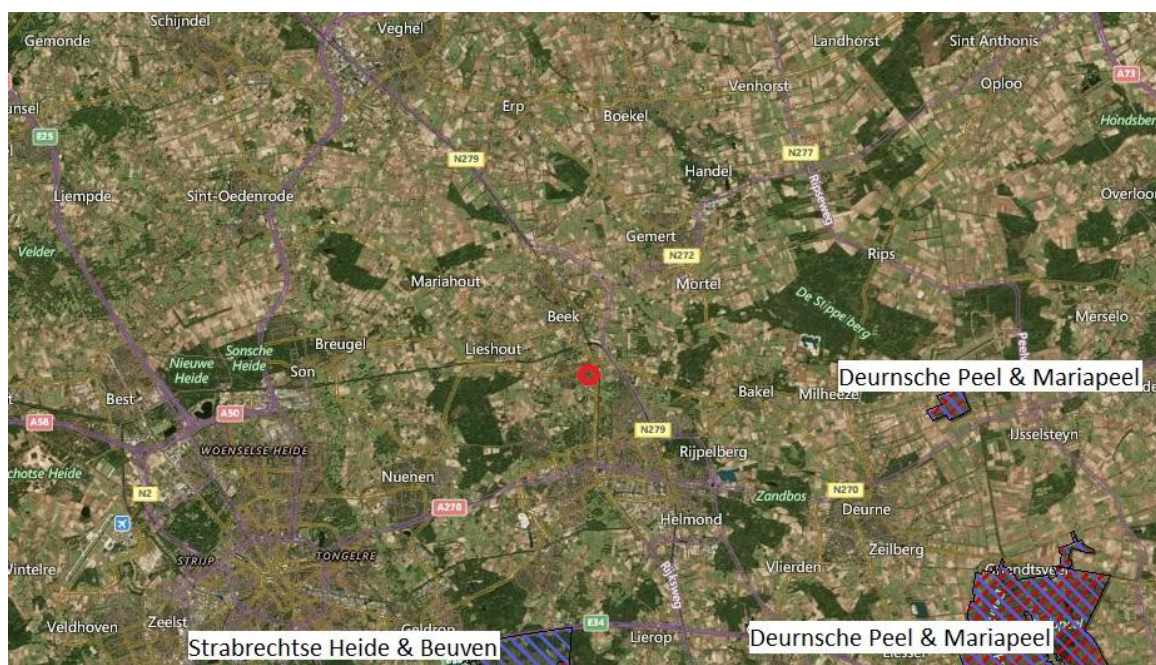 Schijndel
Veghel
Landhorst
Sint Anthonis
Gemonde
A73
Venhorst
Oploo
Erp
Boekel
E25
Hondsber
N279
N277
Handel
Liempde
Sint-Oedenrode
Ripseweg
Overloon
Gemert
Velder
N272
Rips
Mariahout
Mortel
De Stippelberg
Beek
Merselo
Breugel
Lieshout
Nieuwe
Heide
Sonsche
Heide
Son
Deurnsche Peel & Mariapeel
Best
Bakel
Milheeze
A50
A58
N279
IJsselsteyn
WOENSELSE HEIDE
Rijpelberg
Nuenen
N2
Zandbos
N270
A270
Deurne
Helmond
STRIJP
TONGELRE
Zeilberg
Wintelre
Vlierden
Rijksweg
Veldhoven
Zeelst
Geldrop
E34
Lierop
Strabrechtse Heide & Beuven
Deurnsche Peel & Mariapeel